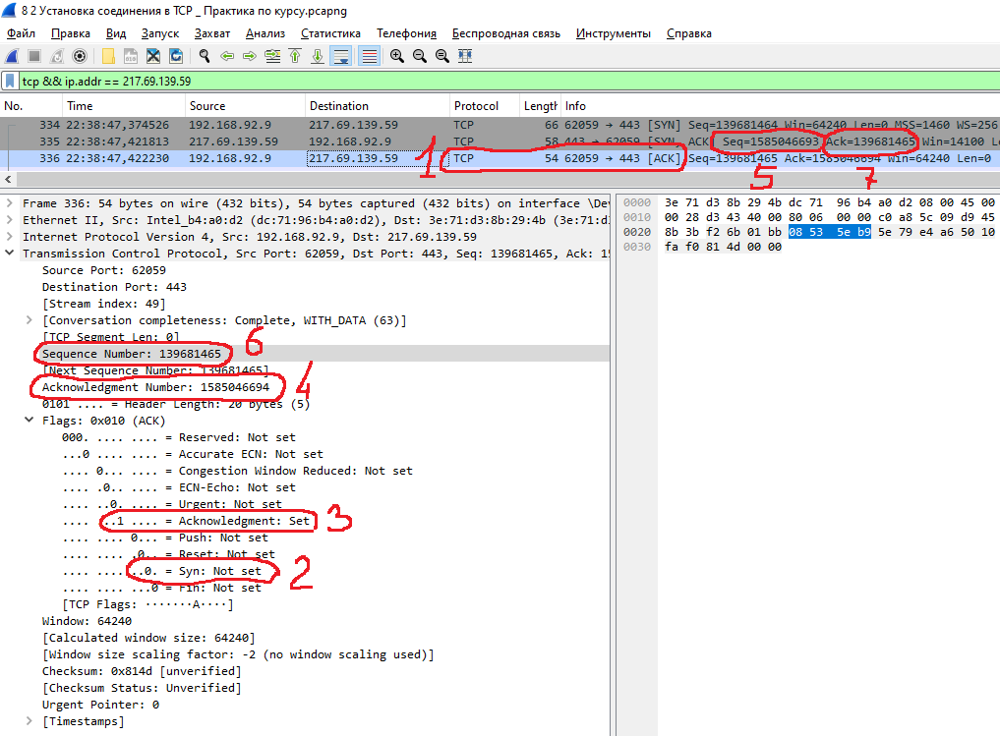 8 2 Установка соединения в TCP _ Практика по курсу.pcapng
Файл Правка Вид Запуск Захват Анализ Статистика Телефония Беспроводная связь Инструменты Справка
tcp && ip.addr == 217.69.139.59
No. Time Source Destination Protocol Length Info
334 22:38:47,374526 192.168.92.9 217.69.139.59 TCP 66 62059 → 443 [SYN] Seq=139681464 Win=64240 Len=0 MSS=1460 WS=256
335 22:38:47,421813 217.69.139.59 192.168.92.9 TCP 58 443 → 62059 [SYN, ACK] Seq=1585046693 Ack=139681465 Win=14100 Le
336 22:38:47,422230 192.168.92.9 217.69.139.59 TCP 54 62059 → 443 [ACK] Seq=139681465 Ack=1585046694 Win=64240 Len=0
1
5
7
Frame 336: 54 bytes on wire (432 bits), 54 bytes captured (432 bits) on interface \De
Ethernet II, Src: Intel_b4:a0:d2 (dc:71:96:b4:a0:d2), Dst: 3e:71:d3:8b:29:4b (3e:71:d
Internet Protocol Version 4, Src: 192.168.92.9, Dst: 217.69.139.59
Transmission Control Protocol, Src Port: 62059, Dst Port: 443, Seq: 139681465, Ack: 15
Source Port: 62059
Destination Port: 443
[Stream index: 49]
[Conversation completeness: Complete, WITH_DATA (63)]
[TCP Segment Len: 0]
Sequence Number: 139681465
6
[Next Sequence Number: 139681465]
Acknowledgment Number: 1585046694
4
0101 .... = Header Length: 20 bytes (5)
Flags: 0x010 (ACK)
000. .... .... = Reserved: Not set
...0 .... .... = Accurate ECN: Not set
.... 0... .... = Congestion Window Reduced: Not set
.... .0.. .... = ECN-Echo: Not set
.... ..0. .... = Urgent: Not set
.... ...1 .... = Acknowledgment: Set
3
.... .... 0... = Push: Not set
.... .... .0.. = Reset: Not set
.... .... ..0. = Syn: Not set
2
.... .... ...0 = Fin: Not set
[TCP Flags: ·······A····]
Window: 64240
[Calculated window size: 64240]
[Window size scaling factor: -2 (no window scaling used)]
Checksum: 0x814d [unverified]
[Checksum Status: Unverified]
Urgent Pointer: 0
[Timestamps]
0000 3e 71 d3 8b 29 4b dc 71 96 b4 a0 d2 08 00 45 00
0010 00 28 d3 43 40 00 80 06 00 00 c0 a8 5c 09 d9 45
0020 8b 3b f2 6b 01 bb 08 53 5e b9 5e 79 e4 a6 50 10
0030 fa f0 81 4d 00 00